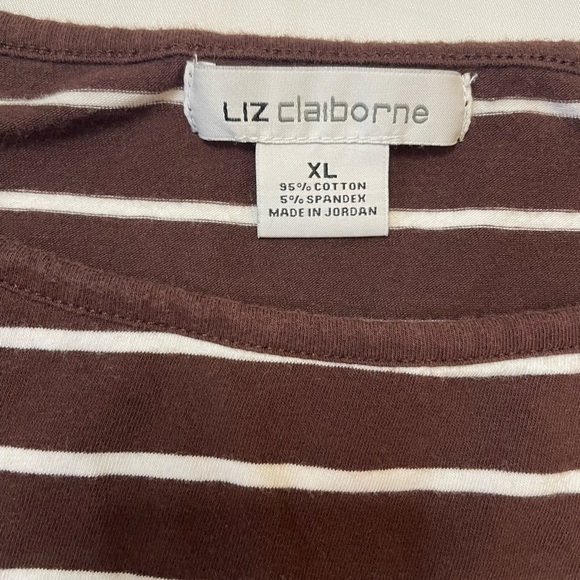 LIZ claiborne
XL
95% COTTON
5% SPANDEX
MADE IN JORDAN